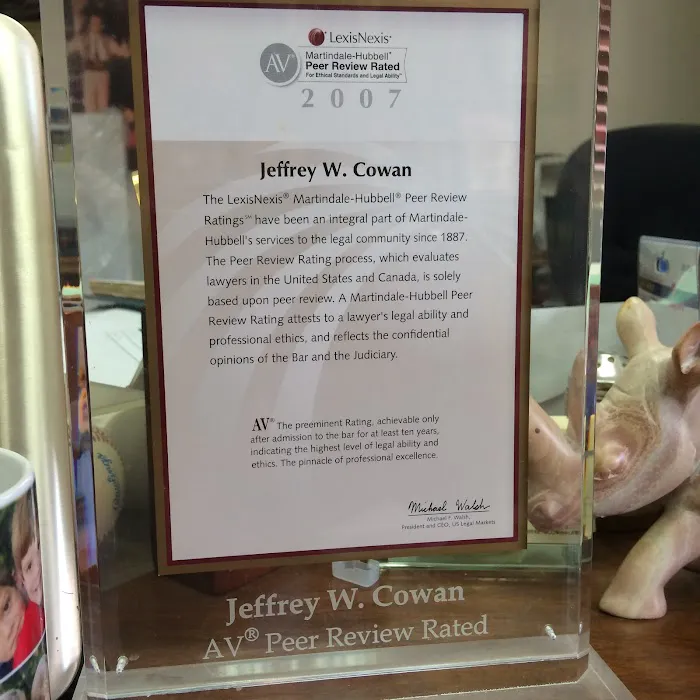 LexisNexis®
AV® Martindale-Hubbell®
Peer Review Rated
For Ethical Standards and Legal Ability™
2007
Jeffrey W. Cowan
The LexisNexis® Martindale-Hubbell® Peer Review
Ratings℠ have been an integral part of Martindale-
Hubbell's services to the legal community since 1887.
The Peer Review Rating process, which evaluates
lawyers in the United States and Canada, is solely
based upon peer review. A Martindale-Hubbell Peer
Review Rating attests to a lawyer's legal ability and
professional ethics, and reflects the confidential
opinions of the Bar and the Judiciary.
AV® The preeminent Rating, achievable only
after admission to the bar for at least ten years,
indicating the highest level of legal ability and
ethics. The pinnacle of professional excellence.
Michael Walsh
Michael F. Walsh,
President and CEO, US Legal Markets
Jeffrey W. Cowan
AV® Peer Review Rated